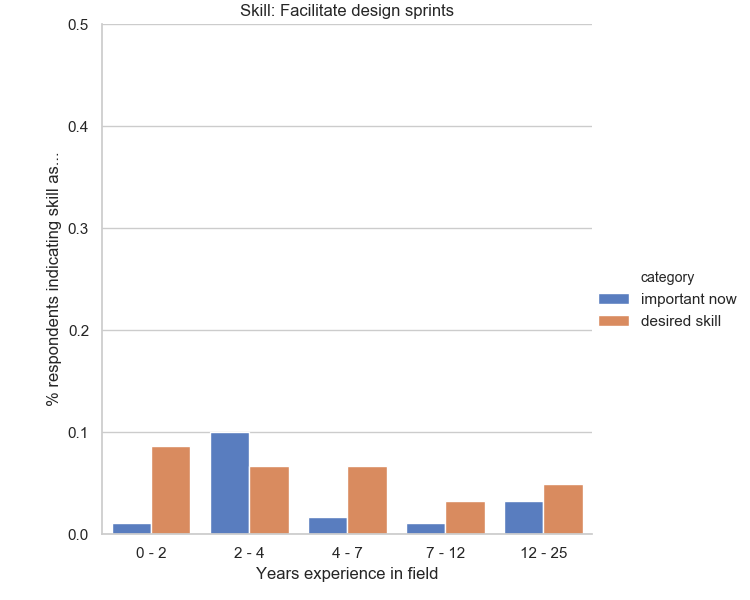 Skill: Facilitate design sprints
0.5
0.4
0.3
0.2
0.1
0.0
% respondents indicating skill as...
0 - 2
2 - 4
4 - 7
7 - 12
12 - 25
Years experience in field
category
important now
desired skill